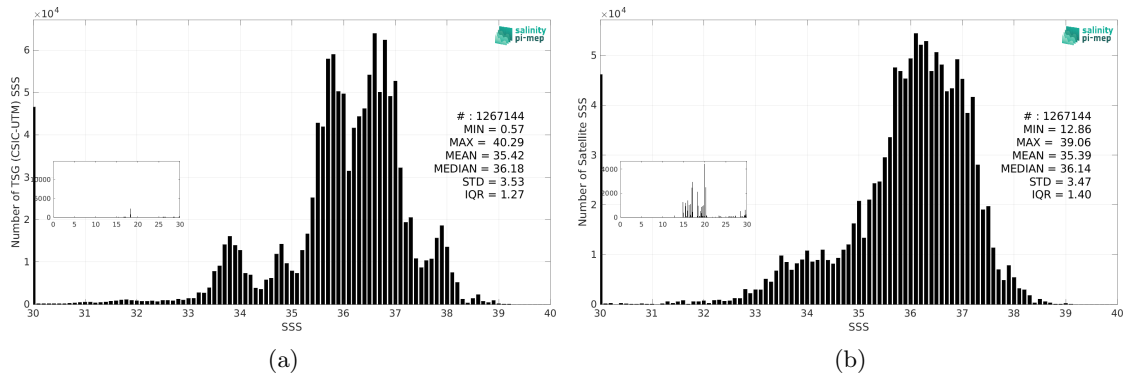 ×10⁴
salinity
pi-mep
Number of TSG (CSIC-UTM) SSS
6
5
4
3
2
1
0
# : 1267144
MIN = 0.57
MAX = 40.29
MEAN = 35.42
MEDIAN = 36.18
STD = 3.53
IQR = 1.27
10000
5000
0
0 5 10 15 20 25 30
30 31 32 33 34 35 36 37 38 39 40
SSS
(a)
×10⁴
salinity
pi-mep
Number of Satellite SSS
5
4
3
2
1
0
# : 1267144
MIN = 12.86
MAX = 39.06
MEAN = 35.39
MEDIAN = 36.14
STD = 3.47
IQR = 1.40
4000
2000
0
0 5 10 15 20 25 30
30 31 32 33 34 35 36 37 38 39 40
SSS
(b)